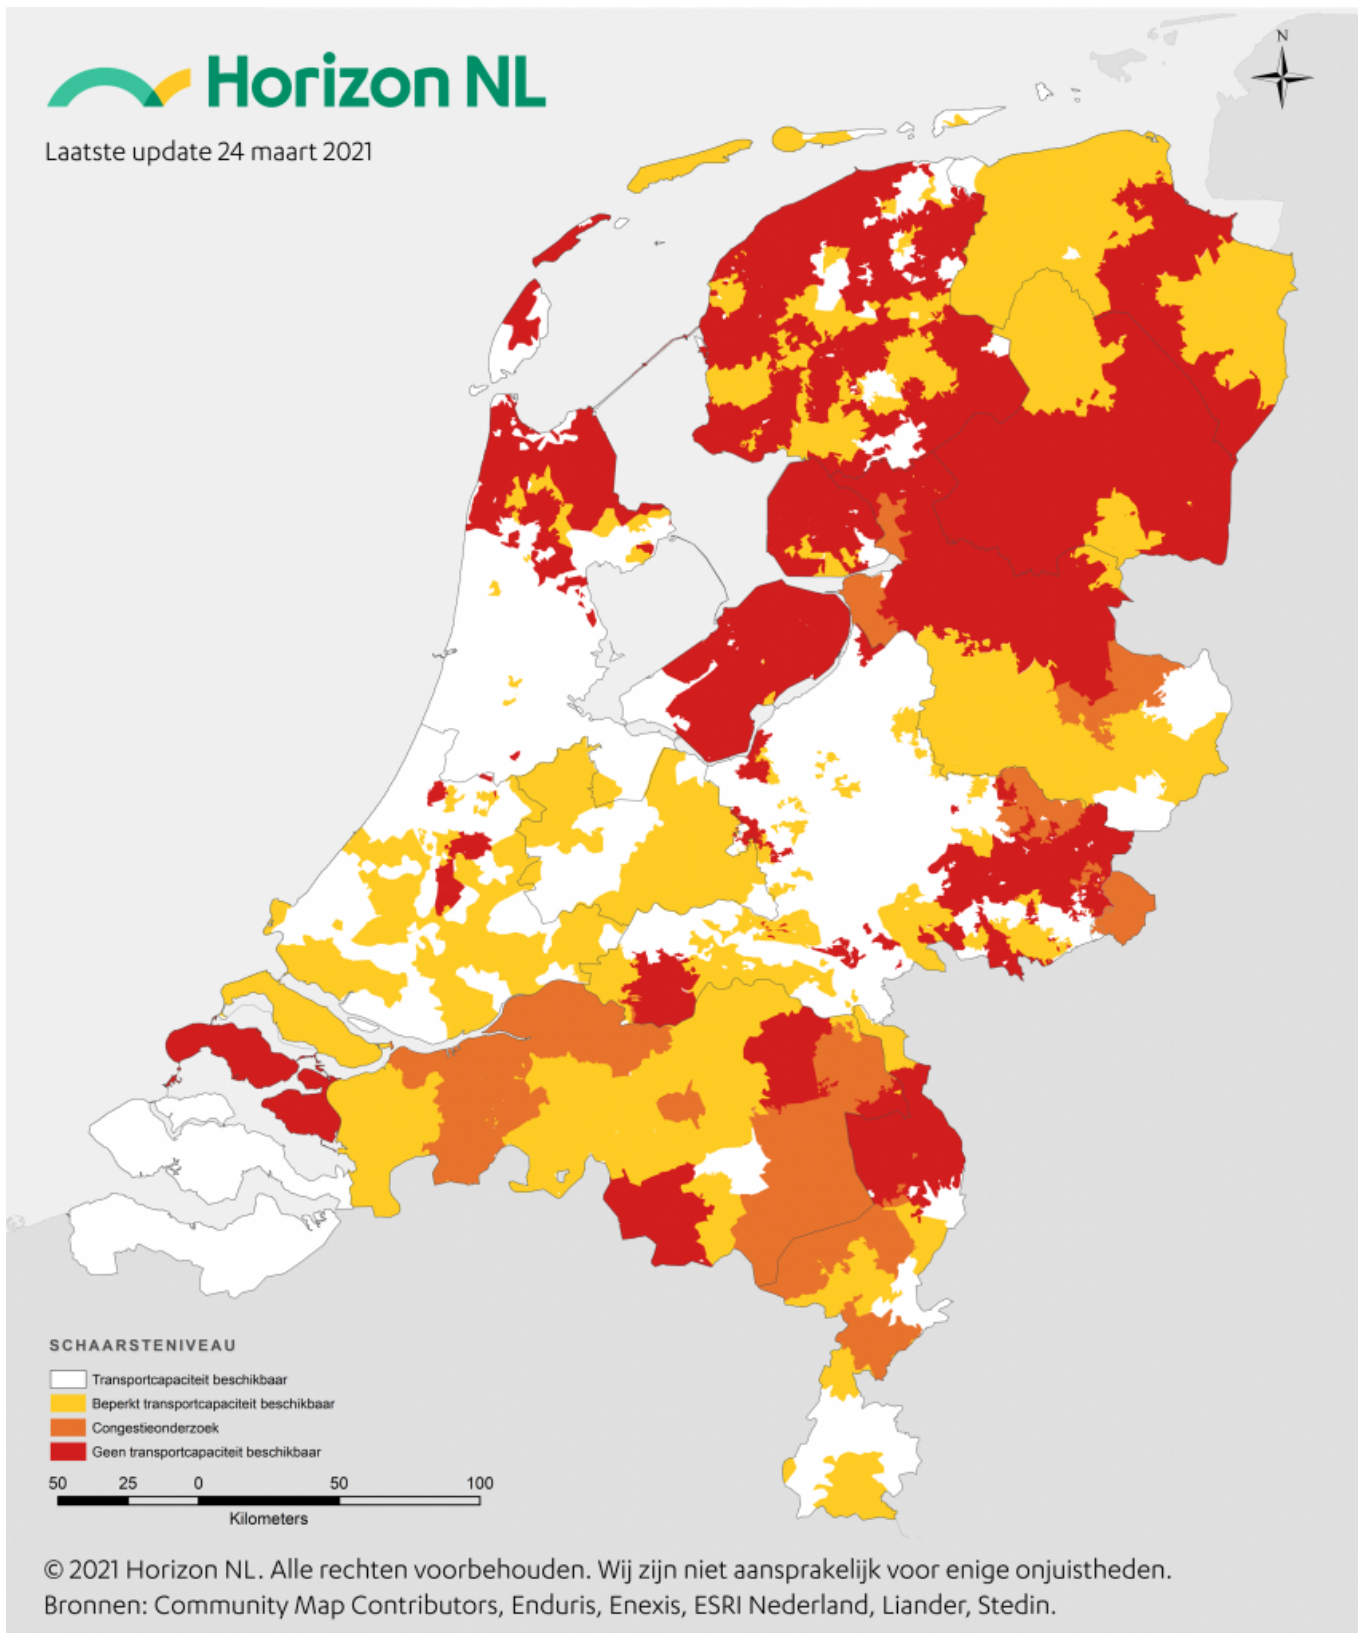 Horizon NL
Laatste update 24 maart 2021
N
SCHAARSTENIVEAU
Transportcapaciteit beschikbaar
Beperkt transportcapaciteit beschikbaar
Congestieonderzoek
Geen transportcapaciteit beschikbaar
50 25 0 50 100
Kilometers
© 2021 Horizon NL. Alle rechten voorbehouden. Wij zijn niet aansprakelijk voor enige onjuistheden.
Bronnen: Community Map Contributors, Enduris, Enexis, ESRI Nederland, Liander, Stedin.